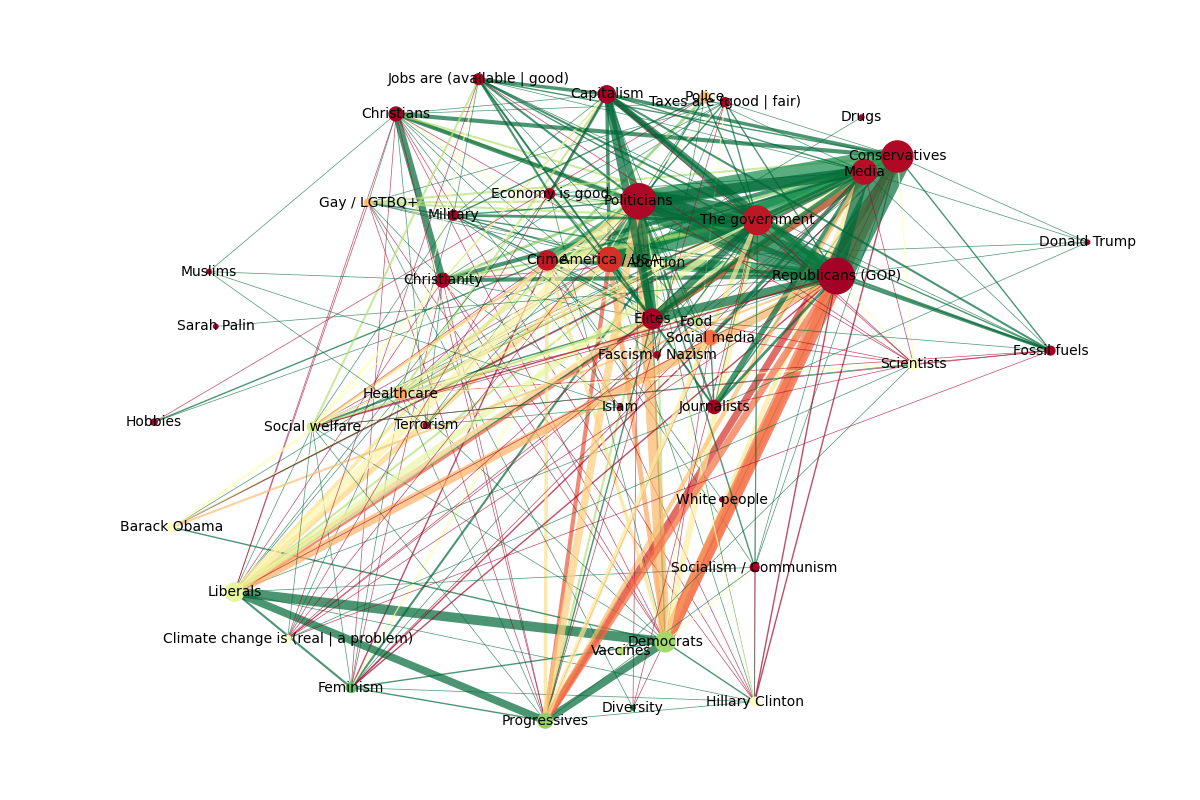 Jobs are (available | good)
Capitalism
Police
Taxes are (good | fair)
Christians
Drugs
Conservatives
Media
Economy is good
Gay / LGTBQ+
Politicians
Military
The government
Donald Trump
Crime
America / USA
Abortion
Muslims
Christianity
Republicans (GOP)
Elites
Food
Sarah Palin
Social media
Fascism / Nazism
Fossil fuels
Scientists
Healthcare
Islam
Journalists
Hobbies
Social welfare
Terrorism
White people
Barack Obama
Socialism / Communism
Liberals
Climate change is (real | a problem)
Democrats
Vaccines
Feminism
Diversity
Hillary Clinton
Progressives